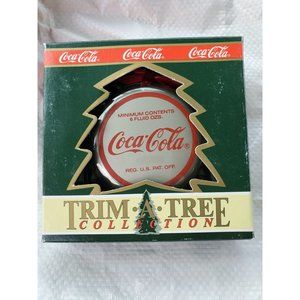 Coca-Cola Coca-Cola Coca-Cola
MINIMUM CONTENTS
6 FLUID OZS.
Coca-Cola®
REG. U.S. PAT. OFF.
TRIM·A·TREE
COLLECTION